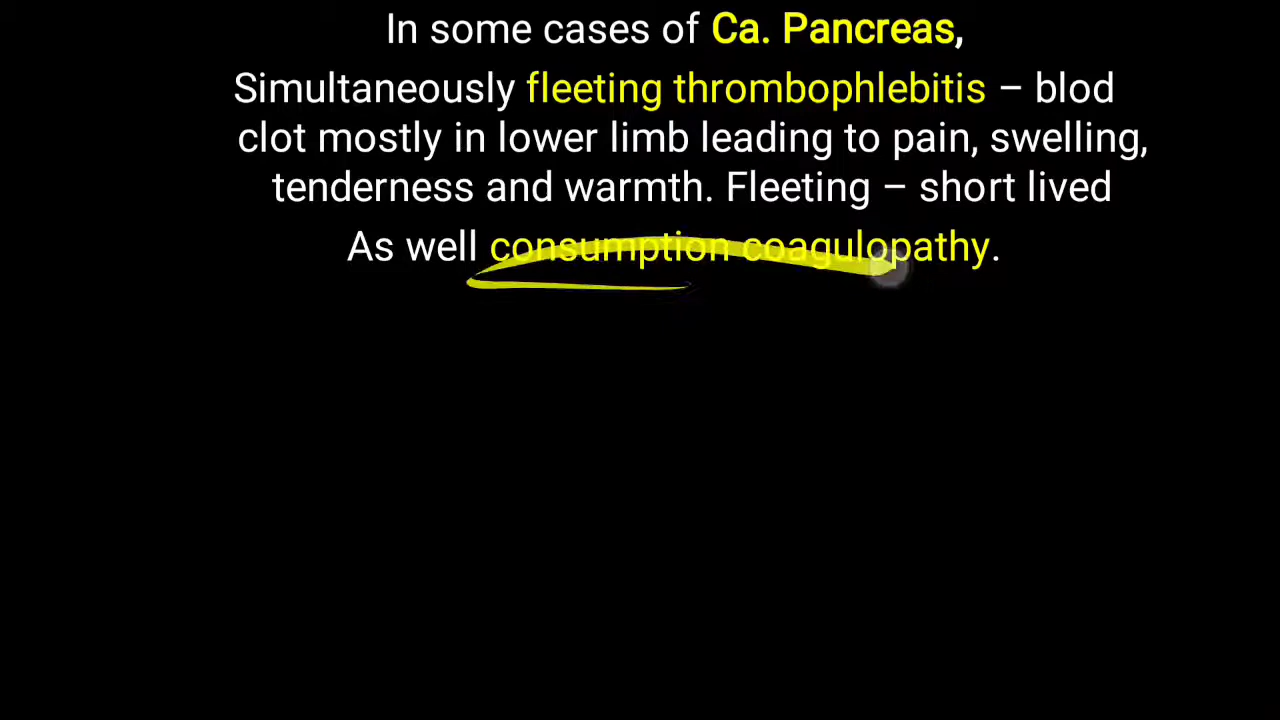 In some cases of Ca. Pancreas,
Simultaneously fleeting thrombophlebitis – blod
clot mostly in lower limb leading to pain, swelling,
tenderness and warmth. Fleeting – short lived
As well consumption coagulopathy.